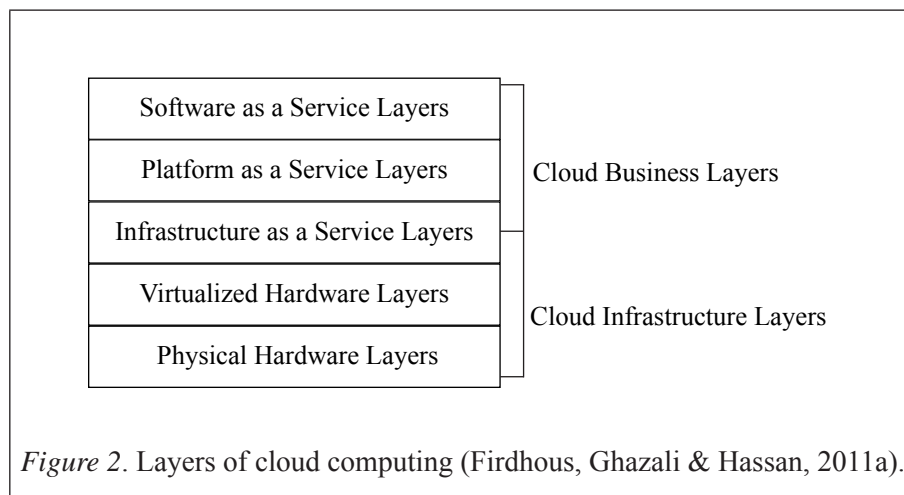 Software as a Service Layers
Platform as a Service Layers
Infrastructure as a Service Layers
Virtualized Hardware Layers
Physical Hardware Layers
Cloud Business Layers
Cloud Infrastructure Layers
Figure 2. Layers of cloud computing (Firdhous, Ghazali & Hassan, 2011a).